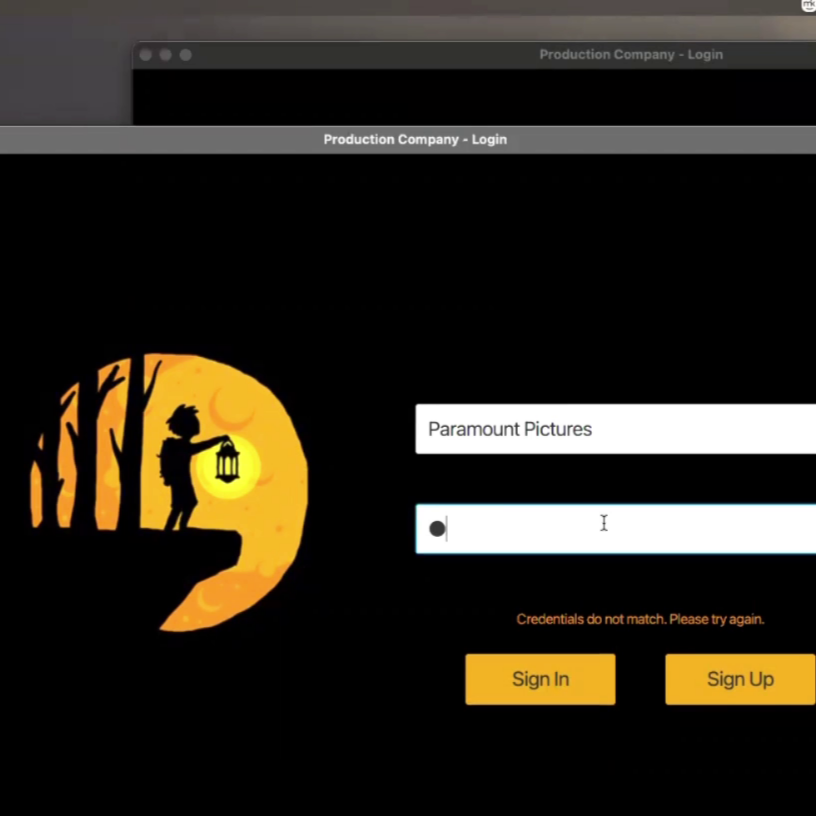 Production Company - Login
Production Company - Login
Paramount Pictures
Credentials do not match. Please try again.
Sign In
Sign Up